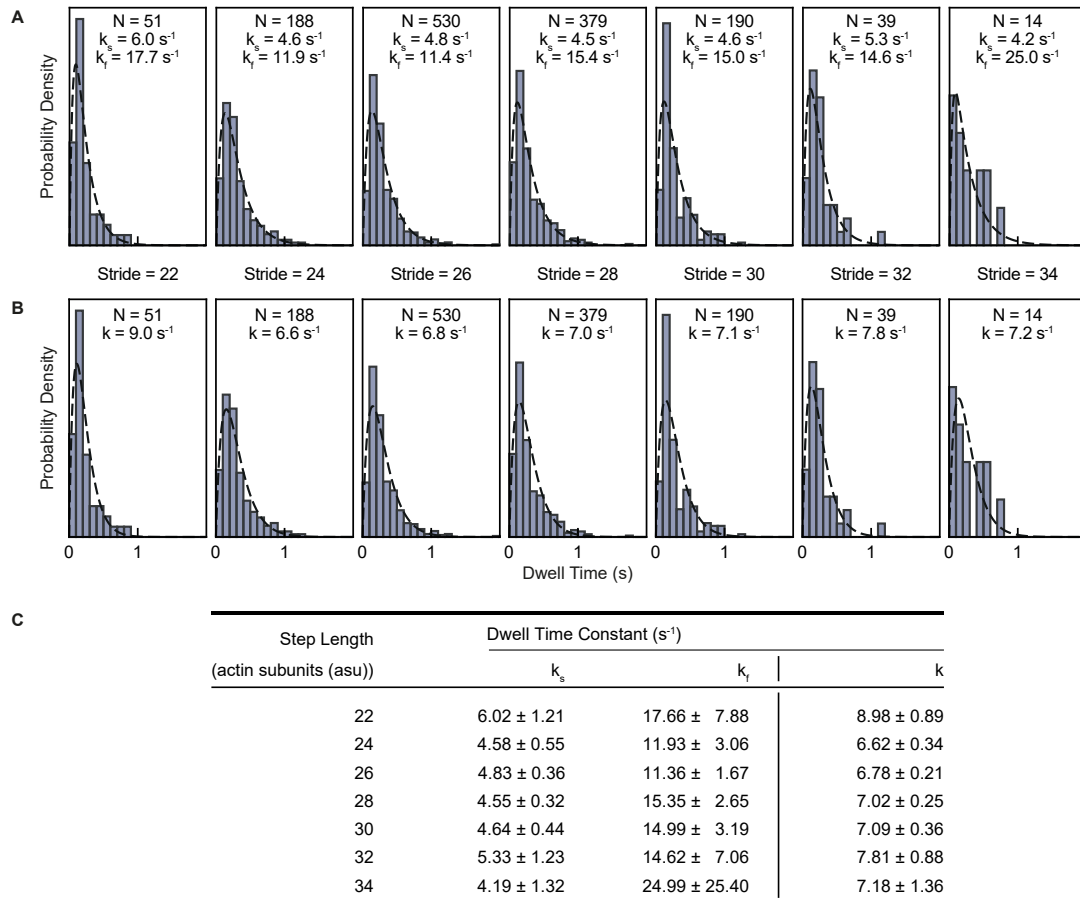 A
Probability Density
N = 51
kₛ = 6.0 s⁻¹
k_f = 17.7 s⁻¹
N = 188
kₛ = 4.6 s⁻¹
k_f = 11.9 s⁻¹
N = 530
kₛ = 4.8 s⁻¹
k_f = 11.4 s⁻¹
N = 379
kₛ = 4.5 s⁻¹
k_f = 15.4 s⁻¹
N = 190
kₛ = 4.6 s⁻¹
k_f = 15.0 s⁻¹
N = 39
kₛ = 5.3 s⁻¹
k_f = 14.6 s⁻¹
N = 14
kₛ = 4.2 s⁻¹
k_f = 25.0 s⁻¹
Stride = 22 Stride = 24 Stride = 26 Stride = 28 Stride = 30 Stride = 32 Stride = 34
B
Probability Density
N = 51
k = 9.0 s⁻¹
N = 188
k = 6.6 s⁻¹
N = 530
k = 6.8 s⁻¹
N = 379
k = 7.0 s⁻¹
N = 190
k = 7.1 s⁻¹
N = 39
k = 7.8 s⁻¹
N = 14
k = 7.2 s⁻¹
0 1 0 1 0 1 0 1 0 1 0 1 0 1
Dwell Time (s)
C
Step Length Dwell Time Constant (s⁻¹)
(actin subunits (asu)) kₛ k_f k
22 6.02 ± 1.21 17.66 ± 7.88 8.98 ± 0.89
24 4.58 ± 0.55 11.93 ± 3.06 6.62 ± 0.34
26 4.83 ± 0.36 11.36 ± 1.67 6.78 ± 0.21
28 4.55 ± 0.32 15.35 ± 2.65 7.02 ± 0.25
30 4.64 ± 0.44 14.99 ± 3.19 7.09 ± 0.36
32 5.33 ± 1.23 14.62 ± 7.06 7.81 ± 0.88
34 4.19 ± 1.32 24.99 ± 25.40 7.18 ± 1.36